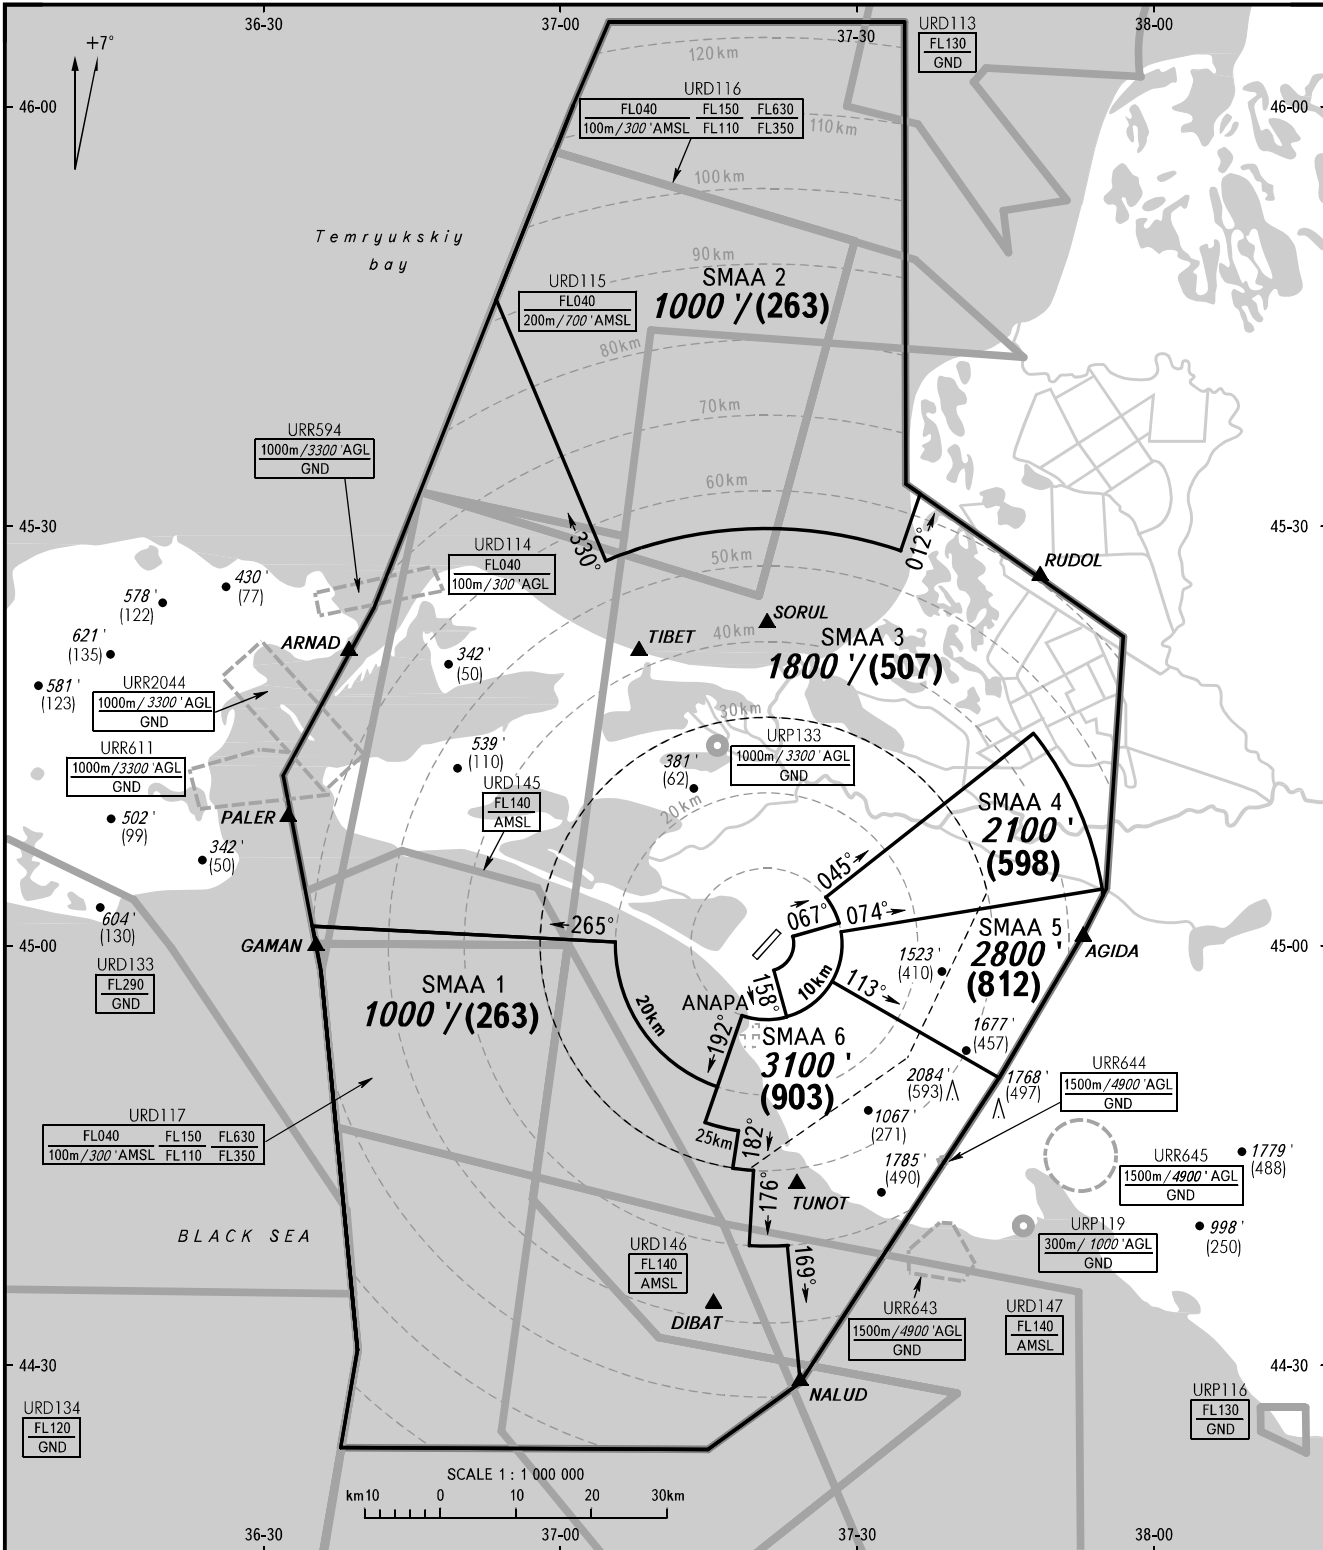 36-30
37-00
37-30
38-00
+7°
URD113
FL130
GND
120km
46-00
46-00
URD116
FL040 FL150 FL630
100m/300'AMSL FL110 FL350
110km
100km
Temryukskiy
bay
90km
SMAA 2
1000'/(263)
URD115
FL040
200m/700'AMSL
80km
70km
URR594
1000m/3300'AGL
GND
60km
45-30
45-30
330°
012°
50km
URD114
FL040
100m/300'AGL
RUDOL
430'
(77)
578'
(122)
621'
(135)
581'
(123)
ARNAD
342'
(50)
TIBET
SORUL
40km
SMAA 3
1800'/(507)
URR2044
1000m/3300'AGL
GND
30km
URR611
1000m/3300'AGL
GND
539'
(110)
381'
(62)
URP133
1000m/3300'AGL
GND
URD145
FL140
AMSL
20km
PALER
502'
(99)
342'
(50)
SMAA 4
2100'
(598)
045°
067°
074°
604'
(130)
265°
GAMAN
45-00
45-00
SMAA 5
2800'
(812)
AGIDA
URD133
FL290
GND
1523'
(410)
SMAA 1
1000'/(263)
20km
ANAPA
158°
10km
113°
192°
SMAA 6
3100'
(903)
1677'
(457)
2084'
(593)
1768'
(497)
URR644
1500m/4900'AGL
GND
1067'
(271)
URD117
FL040 FL150 FL630
100m/300'AMSL FL110 FL350
25km
182°
1785'
(490)
URR645
1500m/4900'AGL
GND
1779'
(488)
176°
TUNOT
BLACK SEA
URD146
FL140
AMSL
169°
URP119
300m/1000'AGL
GND
998'
(250)
DIBAT
URR643
1500m/4900'AGL
GND
URD147
FL140
AMSL
44-30
44-30
NALUD
URD134
FL120
GND
URP116
FL130
GND
SCALE 1 : 1 000 000
km10 0 10 20 30km
36-30
37-00
37-30
38-00